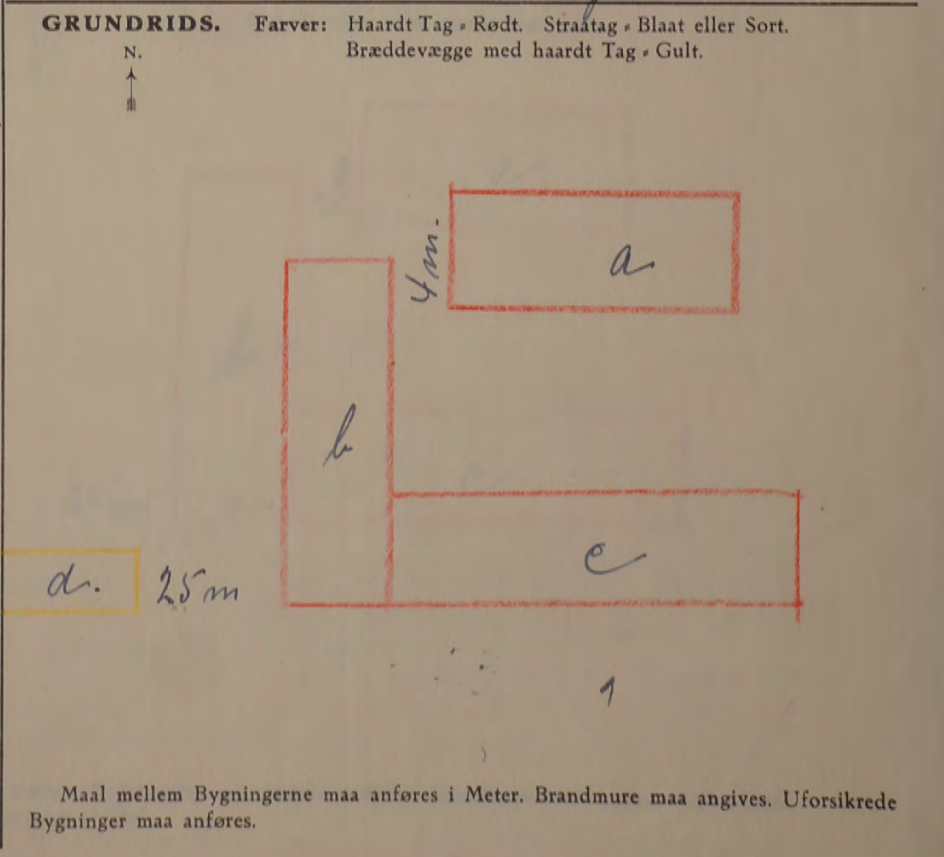 GRUNDRIDS. Farver: Haardt Tag = Rødt. Straatag = Blaat eller Sort.
N. Bræddevægge med haardt Tag = Gult.
4 m.
a
b
c
d. 25 m
1
Maal mellem Bygningerne maa anføres i Meter. Brandmure maa angives. Uforsikrede
Bygninger maa anføres.